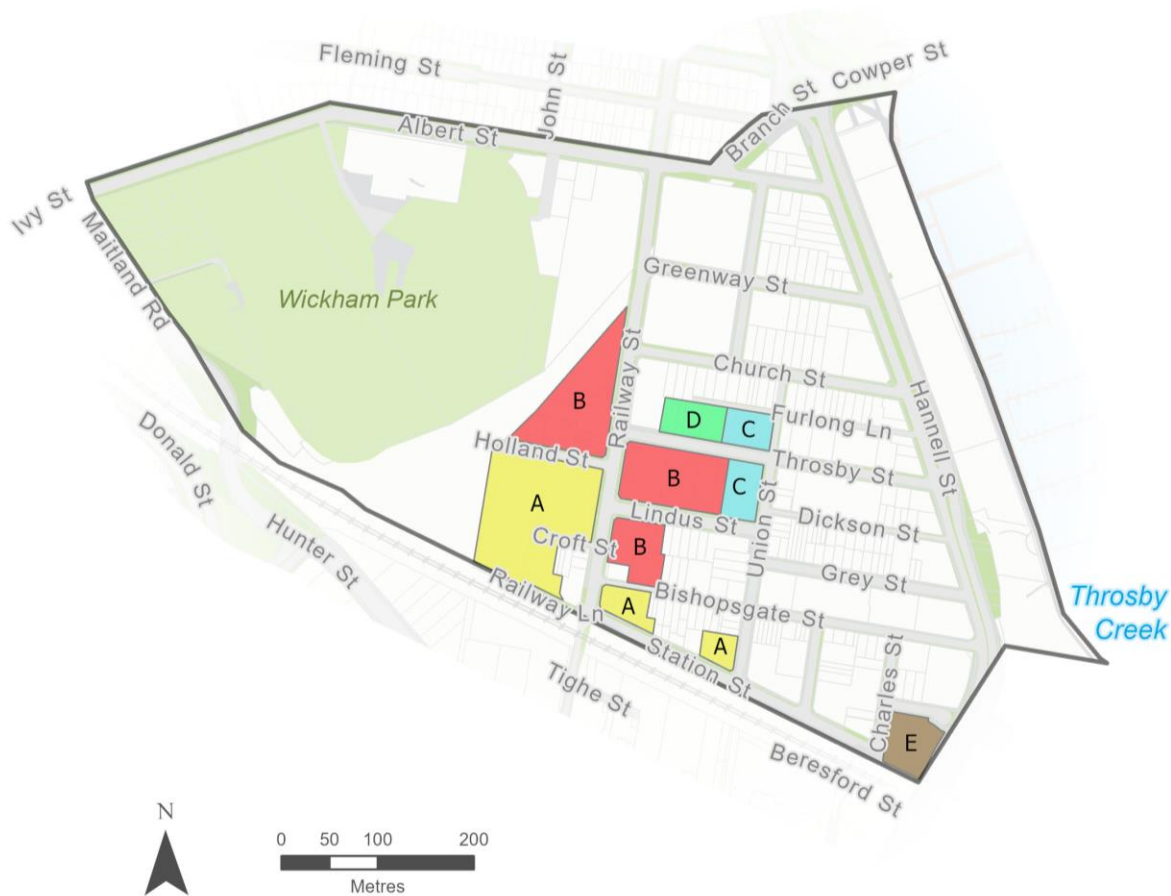 Fleming St
John St
Branch St
Cowper St
Albert St
Ivy St
Maitland Rd
Wickham Park
Greenway St
Railway St
Church St
Hannell St
B
D
C
Furlong Ln
Donald St
Holland St
Throsby St
A
B
C
Hunter St
Lindus St
Union St
Dickson St
Croft St
B
Grey St
Railway Ln
A
Bishopsgate St
A
Throsby
Creek
Station St
Tighe St
Charles St
E
Beresford St
N
0 50 100 200
Metres